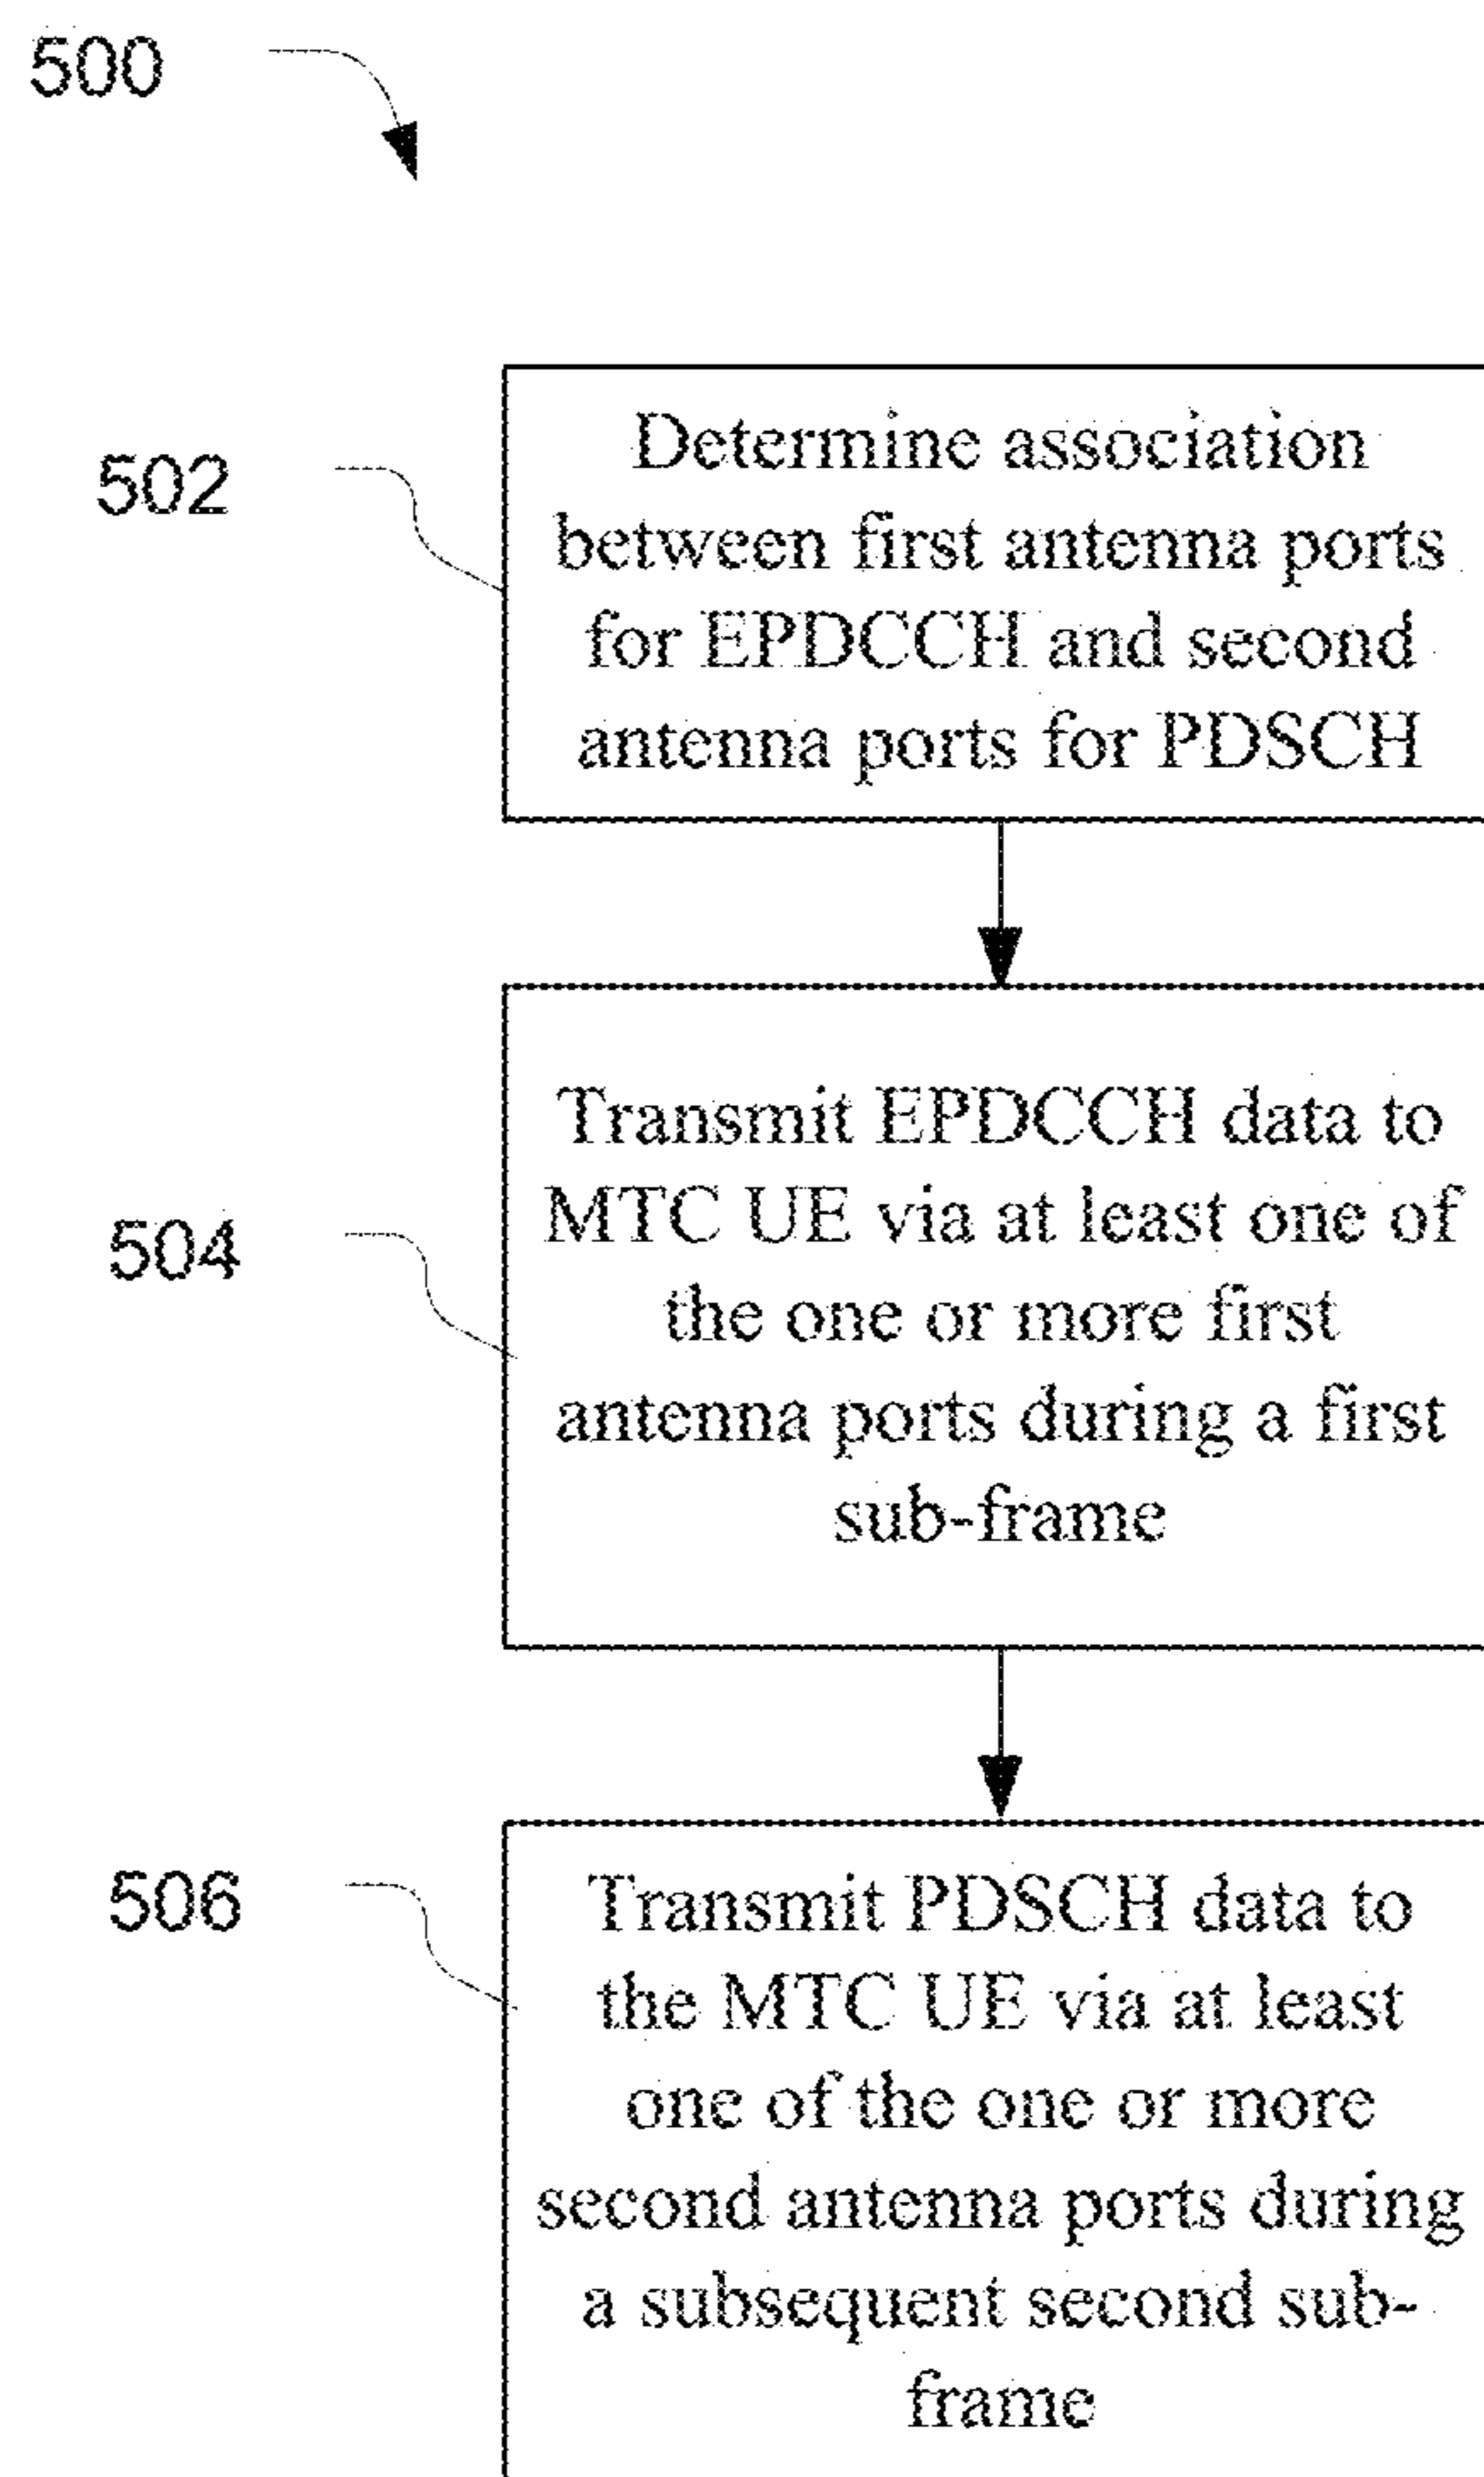 500
502
Determine association
between first antenna ports
for EPDCCH and second
antenna ports for PDSCH
504
Transmit EPDCCH data to
MTC UE via at least one of
the one or more first
antenna ports during a first
sub-frame
506
Transmit PDSCH data to
the MTC UE via at least
one of the one or more
second antenna ports during
a subsequent second sub-
frame